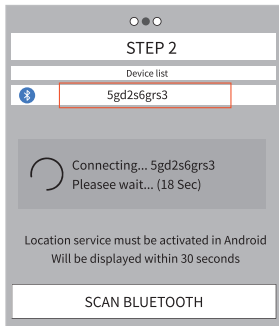 STEP 2
Device list
5gd2s6grs3
Connecting... 5gd2s6grs3
Pleasee wait... (18 Sec)
Location service must be activated in Android
Will be displayed within 30 seconds
SCAN BLUETOOTH